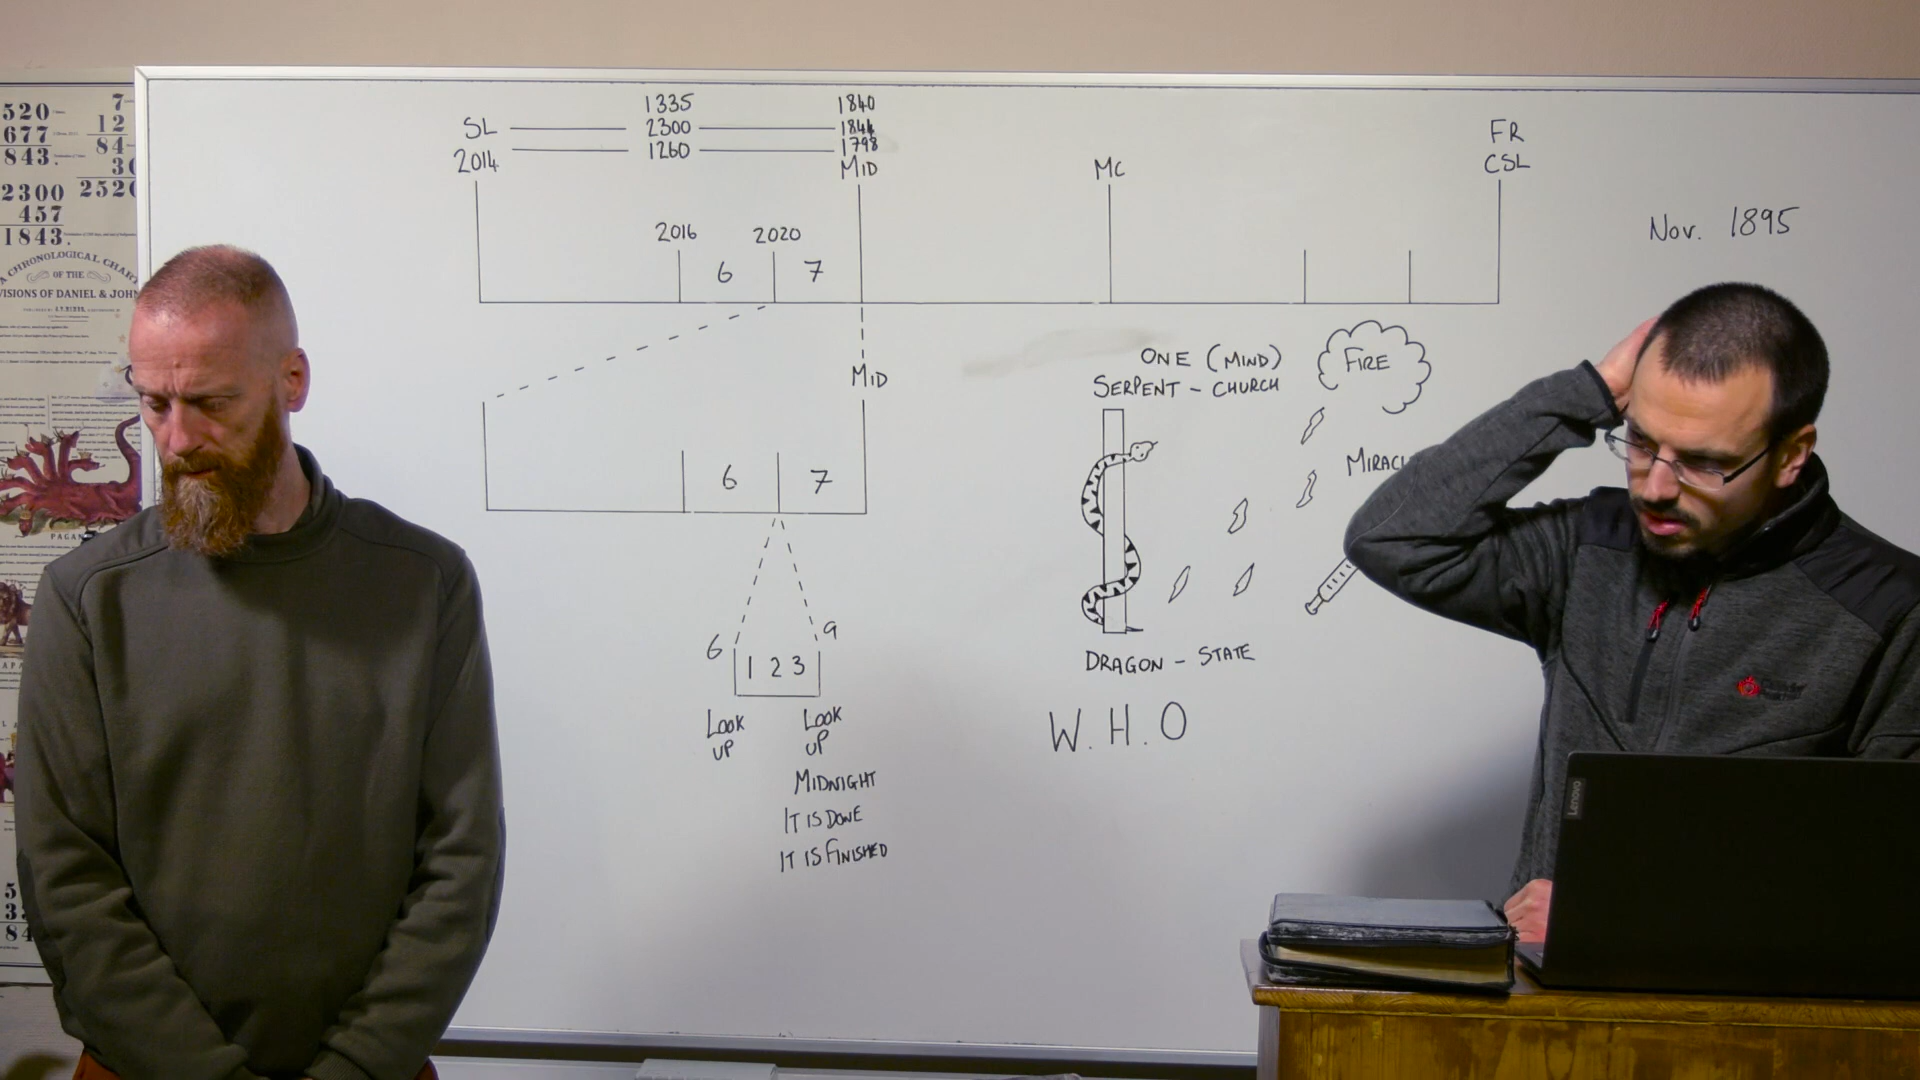 520
677
843.
7
12
84
30
2520
2300
457
1843.
A CHRONOLOGICAL CHAR
OF THE
VISIONS OF DANIEL & JOHN
PAGAN
1335
1840
SL
2300
1844
2014
1260
1798
MID
MC
FR
CSL
Nov. 1895
2016
2020
6
7
MID
6
7
6
9
1 2 3
LOOK UP
LOOK UP
MIDNIGHT
IT IS DONE
IT IS FINISHED
ONE (MIND)
SERPENT - CHURCH
FIRE
MIRACL
DRAGON - STATE
W. H. O
lenovo